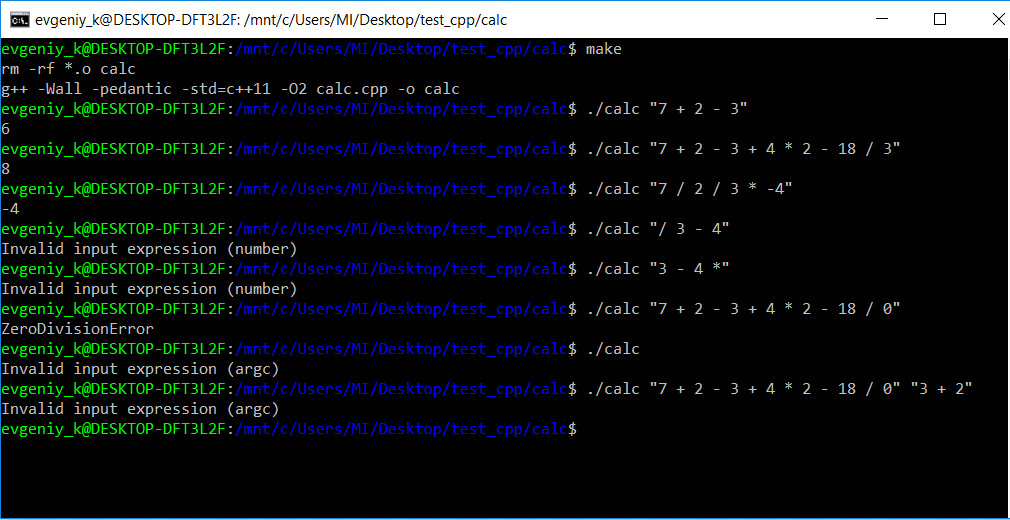 evgeniy_k@DESKTOP-DFT3L2F: /mnt/c/Users/MI/Desktop/test_cpp/calc
evgeniy_k@DESKTOP-DFT3L2F:/mnt/c/Users/MI/Desktop/test_cpp/calc$ make
rm -rf *.o calc
g++ -Wall -pedantic -std=c++11 -O2 calc.cpp -o calc
evgeniy_k@DESKTOP-DFT3L2F:/mnt/c/Users/MI/Desktop/test_cpp/calc$ ./calc "7 + 2 - 3"
6
evgeniy_k@DESKTOP-DFT3L2F:/mnt/c/Users/MI/Desktop/test_cpp/calc$ ./calc "7 + 2 - 3 + 4 * 2 - 18 / 3"
8
evgeniy_k@DESKTOP-DFT3L2F:/mnt/c/Users/MI/Desktop/test_cpp/calc$ ./calc "7 / 2 / 3 * -4"
-4
evgeniy_k@DESKTOP-DFT3L2F:/mnt/c/Users/MI/Desktop/test_cpp/calc$ ./calc "/ 3 - 4"
Invalid input expression (number)
evgeniy_k@DESKTOP-DFT3L2F:/mnt/c/Users/MI/Desktop/test_cpp/calc$ ./calc "3 - 4 *"
Invalid input expression (number)
evgeniy_k@DESKTOP-DFT3L2F:/mnt/c/Users/MI/Desktop/test_cpp/calc$ ./calc "7 + 2 - 3 + 4 * 2 - 18 / 0"
ZeroDivisionError
evgeniy_k@DESKTOP-DFT3L2F:/mnt/c/Users/MI/Desktop/test_cpp/calc$ ./calc
Invalid input expression (argc)
evgeniy_k@DESKTOP-DFT3L2F:/mnt/c/Users/MI/Desktop/test_cpp/calc$ ./calc "7 + 2 - 3 + 4 * 2 - 18 / 0" "3 + 2"
Invalid input expression (argc)
evgeniy_k@DESKTOP-DFT3L2F:/mnt/c/Users/MI/Desktop/test_cpp/calc$